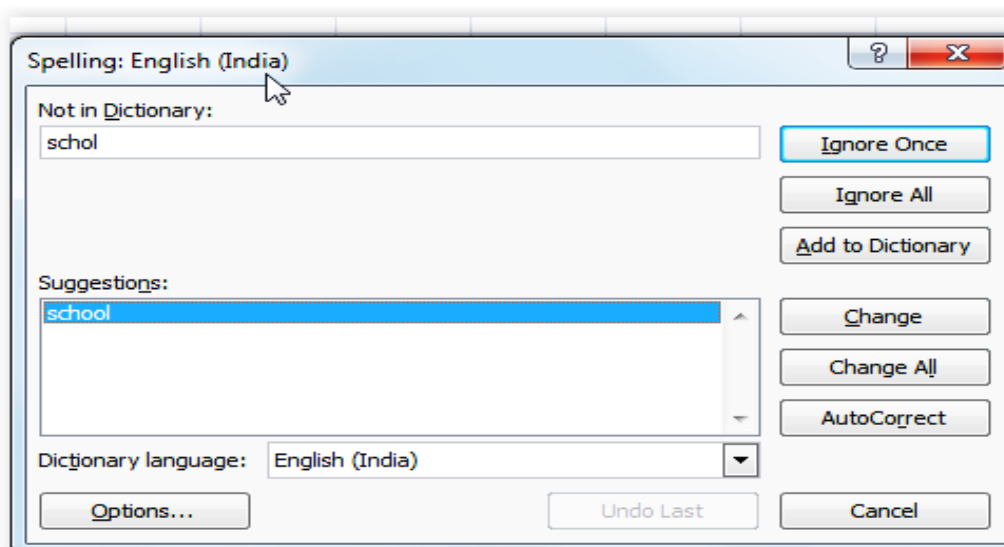 Spelling: English (India)
?
Not in Dictionary:
schol
Ignore Once
Ignore All
Add to Dictionary
Suggestions:
school
Change
Change All
AutoCorrect
Dictionary language: English (India)
Options... Undo Last Cancel